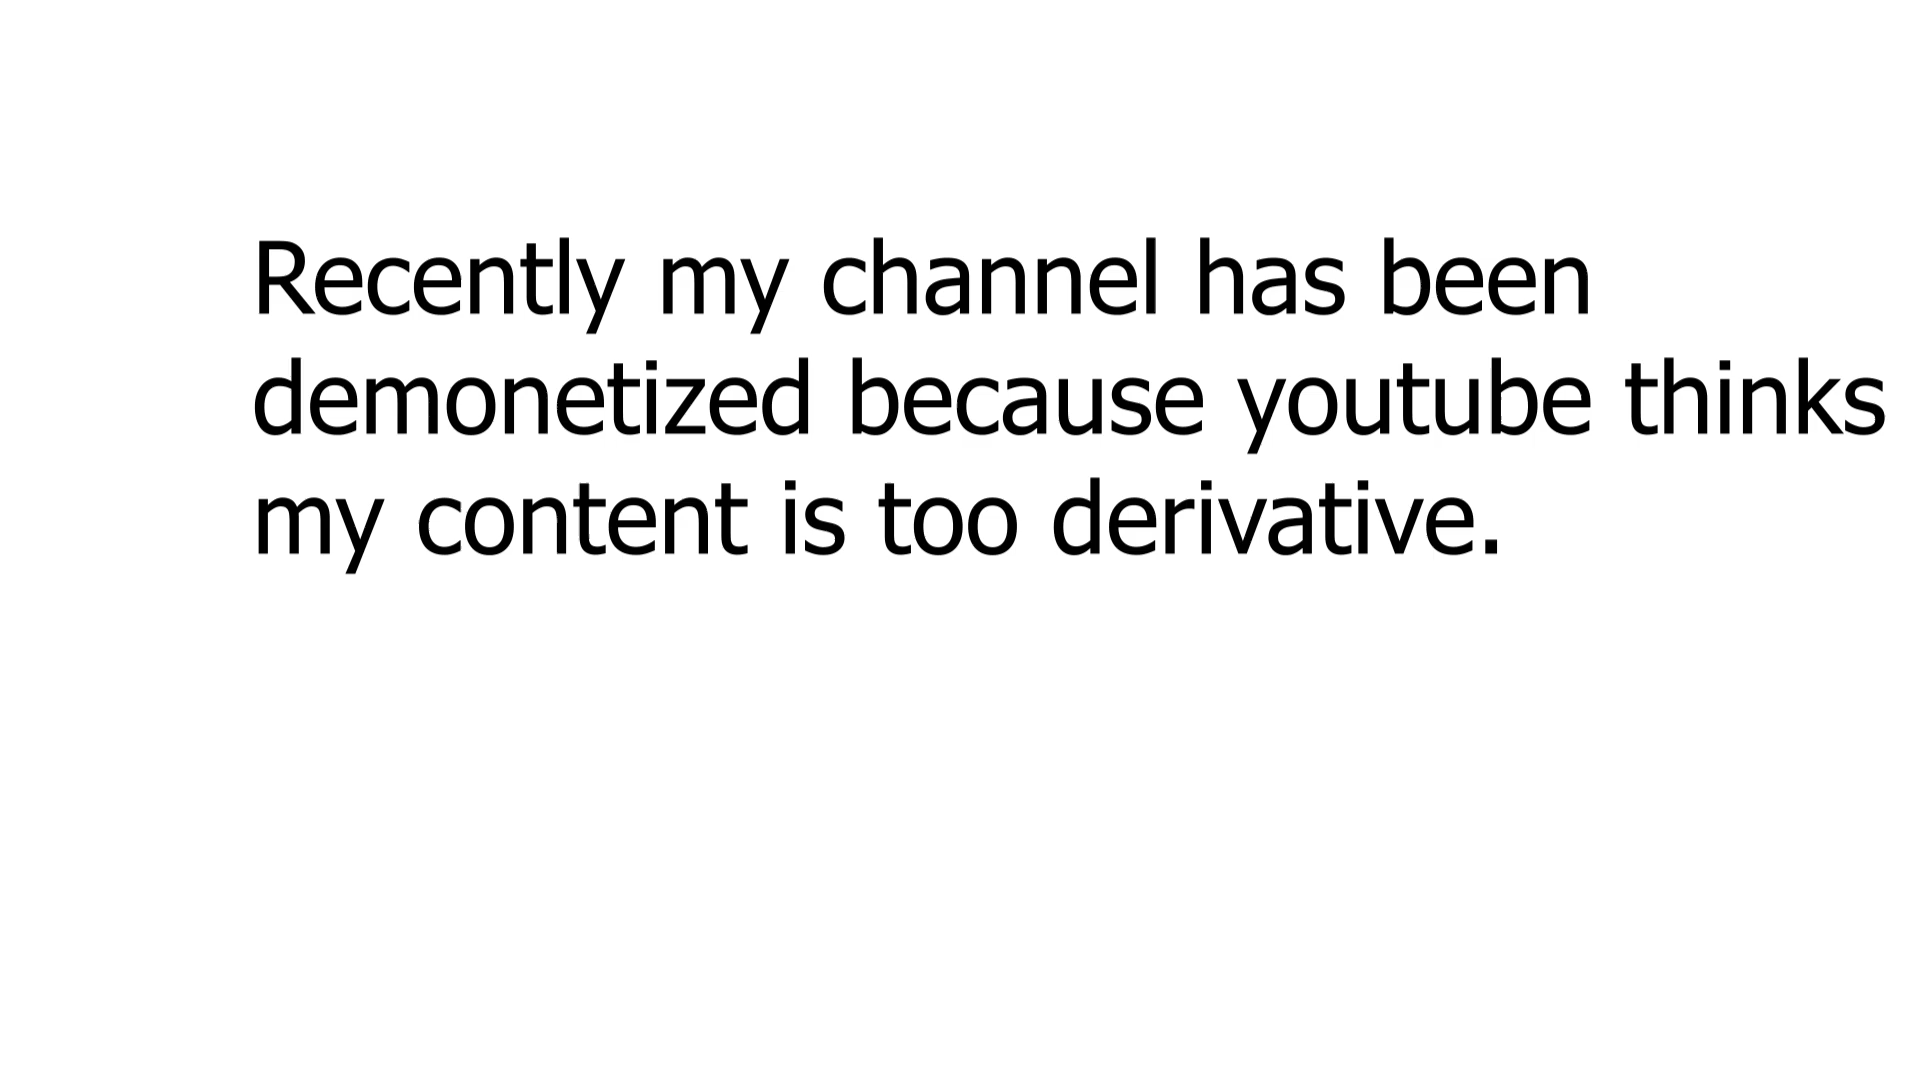 Recently my channel has been
demonetized because youtube thinks
my content is too derivative.